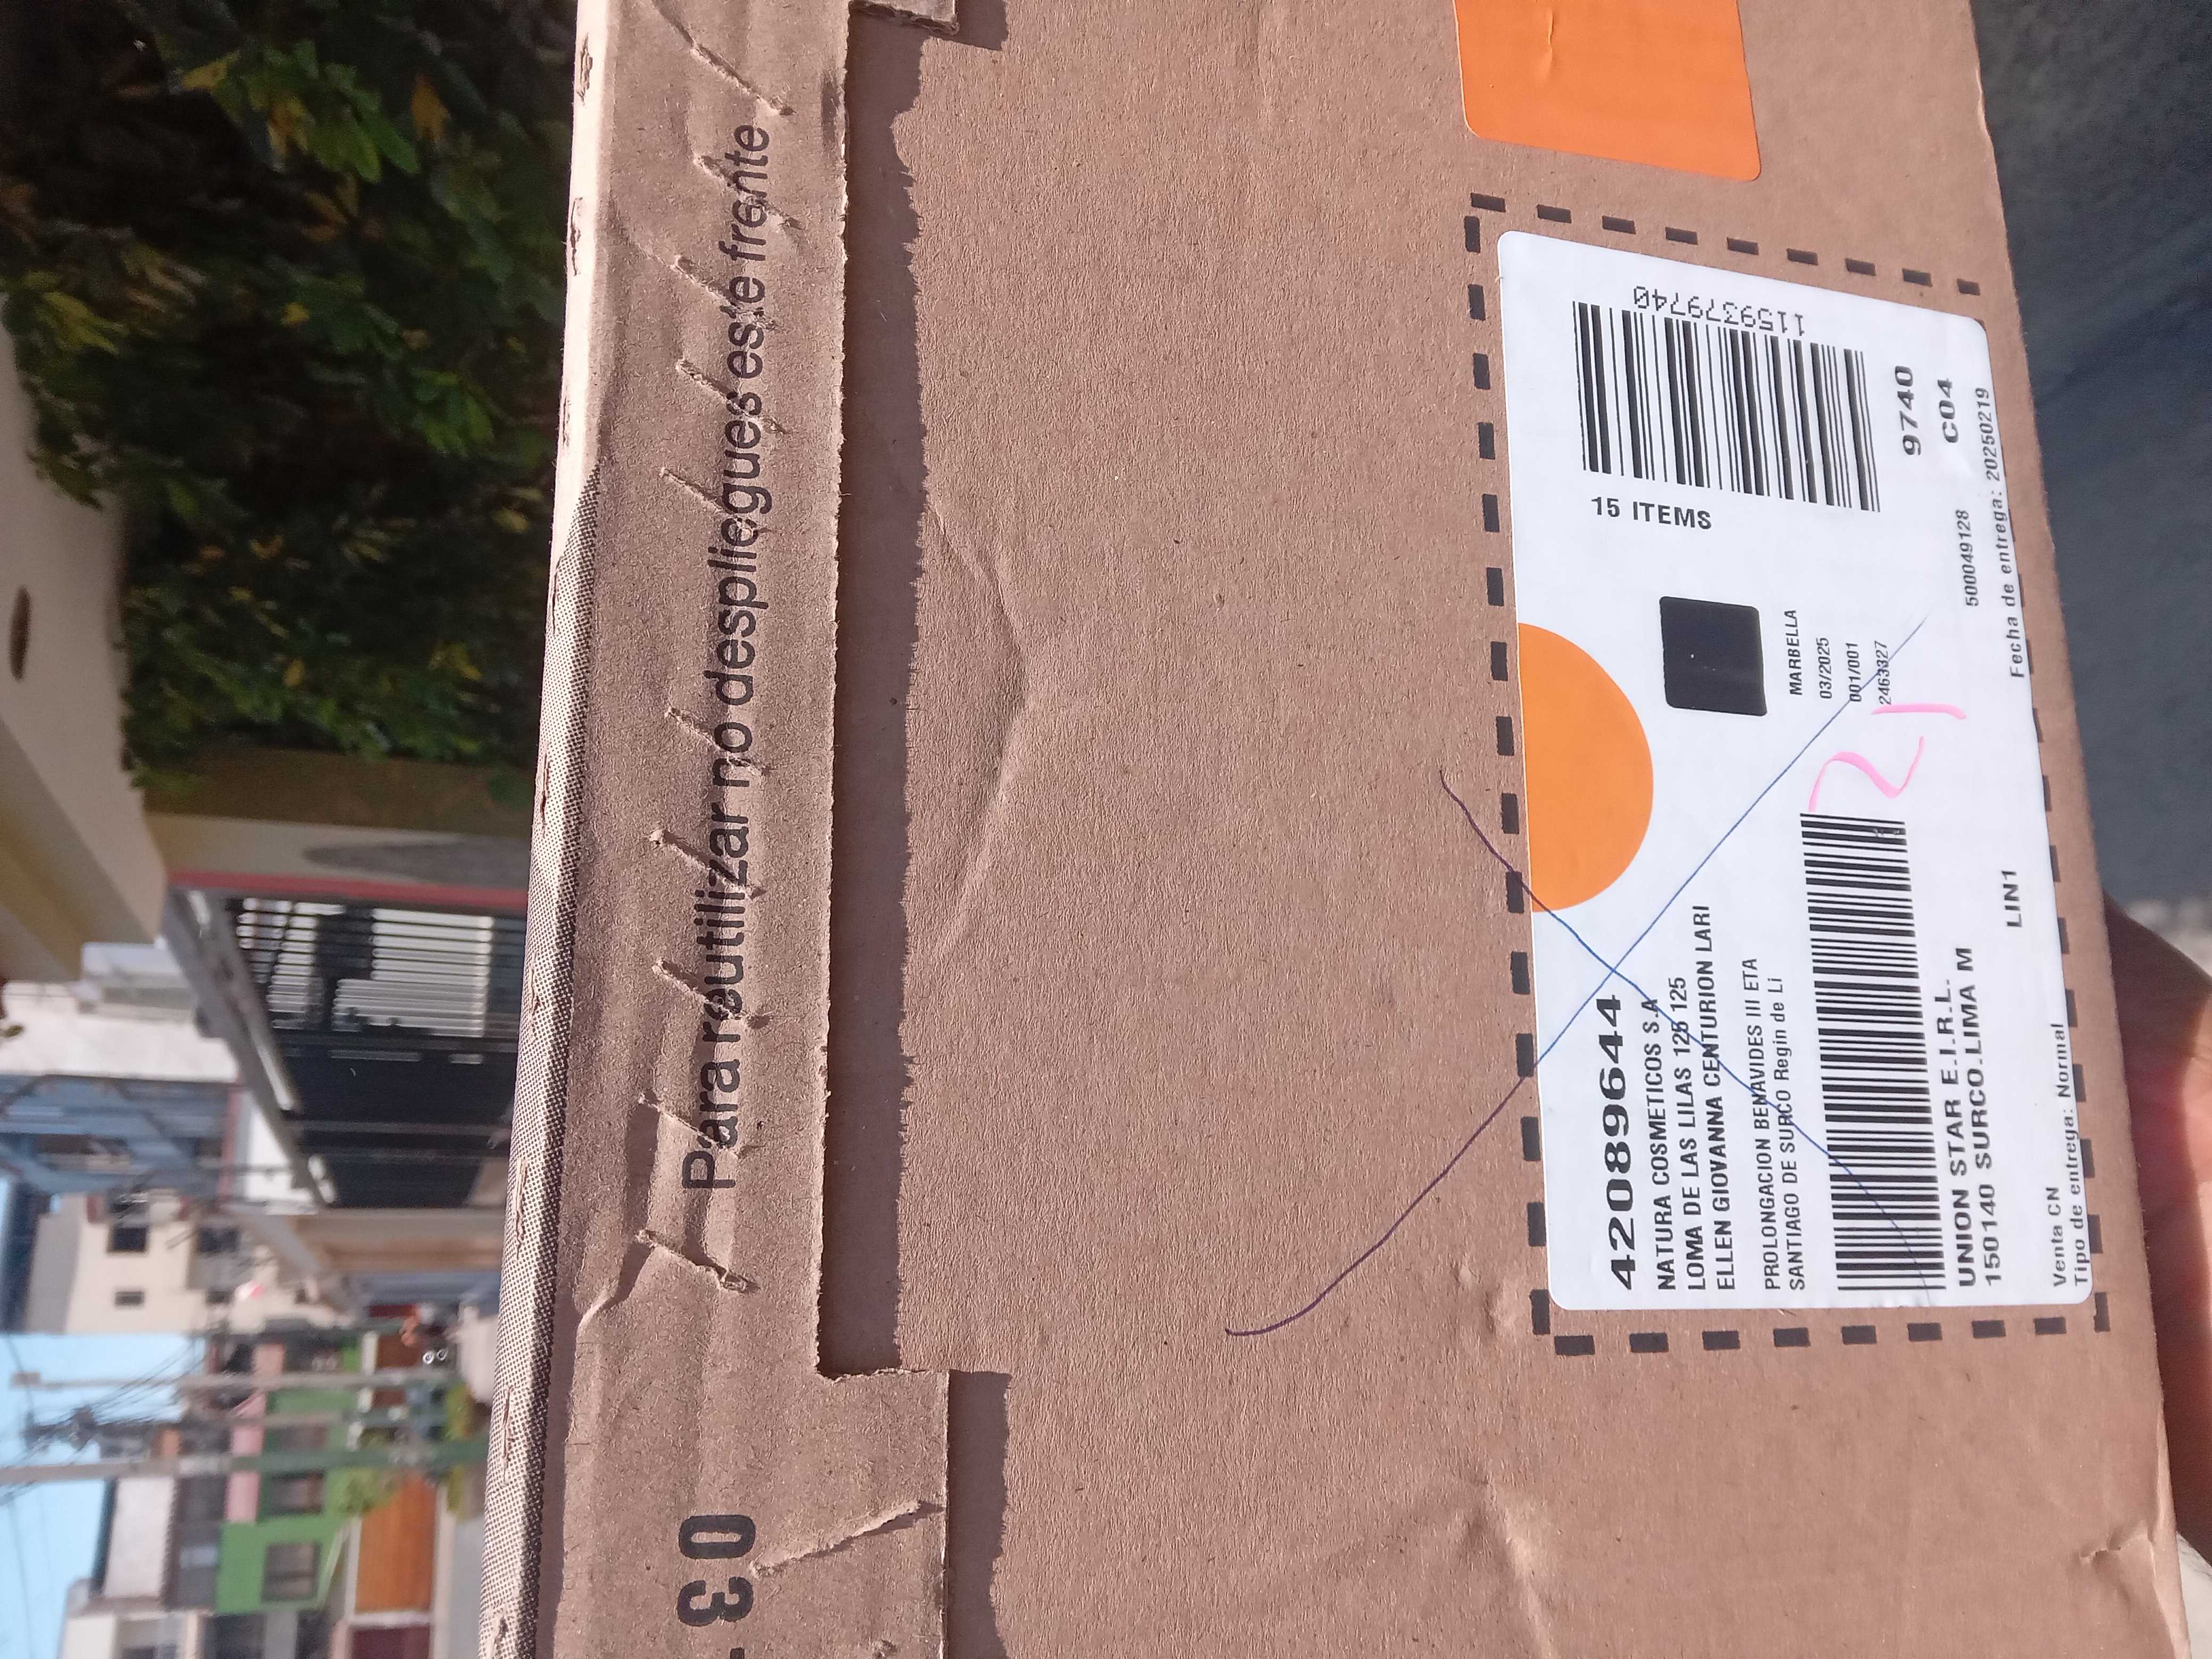 Para reutilizar no despliegues este frente
- 30
42089644
NATURA COSMETICOS S.A
LOMA DE LAS LILAS 125 125
ELLEN GIOVANNA CENTURION LARI
PROLONGACION BENAVIDES III ETA
SANTIAGO DE SURCO Regin de Li
UNION STAR E.I.R.L.
150140 SURCO.LIMA M
LIN1
Venta CN
Tipo de entrega: Normal
21
MARBELLA
03/2025
001/001
2463327
15 ITEMS
1159379740
9740
C04
500049128
Fecha de entrega: 20250219